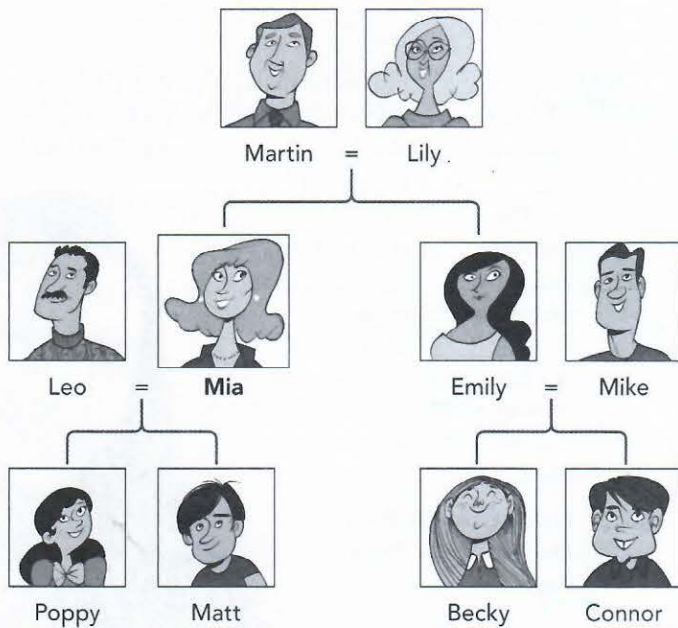 Martin = Lily
Leo = Mia
Emily = Mike
Poppy Matt
Becky Connor